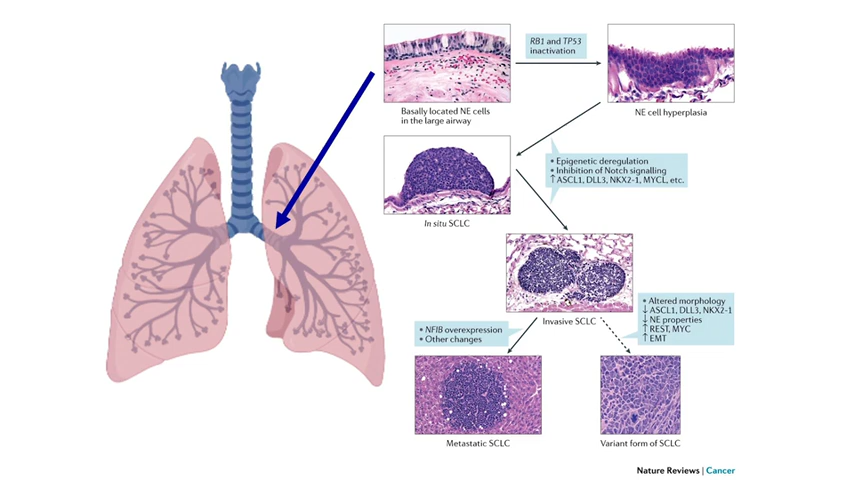 RB1 and TP53
inactivation
Basally located NE cells
in the large airway
NE cell hyperplasia
• Epigenetic deregulation
• Inhibition of Notch signalling
↑ ASCL1, DLL3, NKX2-1, MYCL, etc.
In situ SCLC
Invasive SCLC
• Altered morphology
↓ ASCL1, DLL3, NKX2-1
↓ NE properties
↑ REST, MYC
↑ EMT
• NFIB overexpression
• Other changes
Metastatic SCLC
Variant form of SCLC
Nature Reviews | Cancer